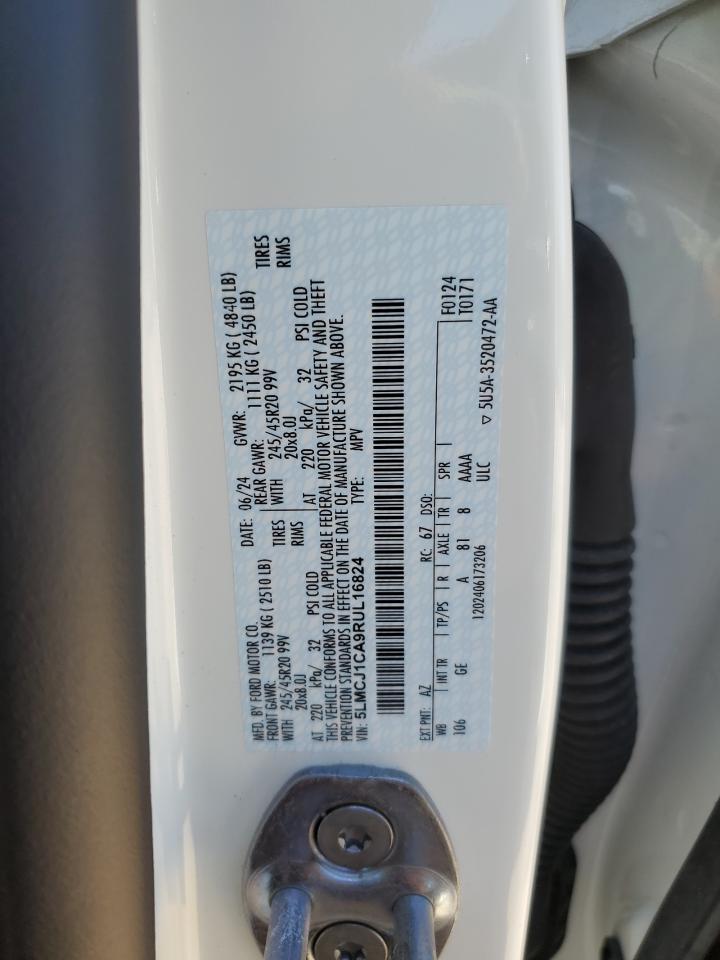 MFD. BY FORD MOTOR CO. DATE: 06/24 GVWR: 2195 KG ( 4840 LB)
FRONT GAWR: 1139 KG ( 2510 LB) REAR GAWR: 1111 KG ( 2450 LB)
WITH 245/45R20 99V TIRES WITH 245/45R20 99V TIRES
20x8.0J RIMS 20x8.0J RIMS
AT 220 kPa/ 32 PSI COLD AT 220 kPa/ 32 PSI COLD
THIS VEHICLE CONFORMS TO ALL APPLICABLE FEDERAL MOTOR VEHICLE SAFETY AND THEFT
PREVENTION STANDARDS IN EFFECT ON THE DATE OF MANUFACTURE SHOWN ABOVE.
VIN: 5LMCJ1CA9RUL16824 TYPE: MPV
EXT PNT: AZ RC: 67 DSO: F0124
WB INT TR TP/PS R AXLE TR SPR T0171
106 GE A 81 8 AAAA
1202406173206 ULC
▽ 5U5A-3520472-AA